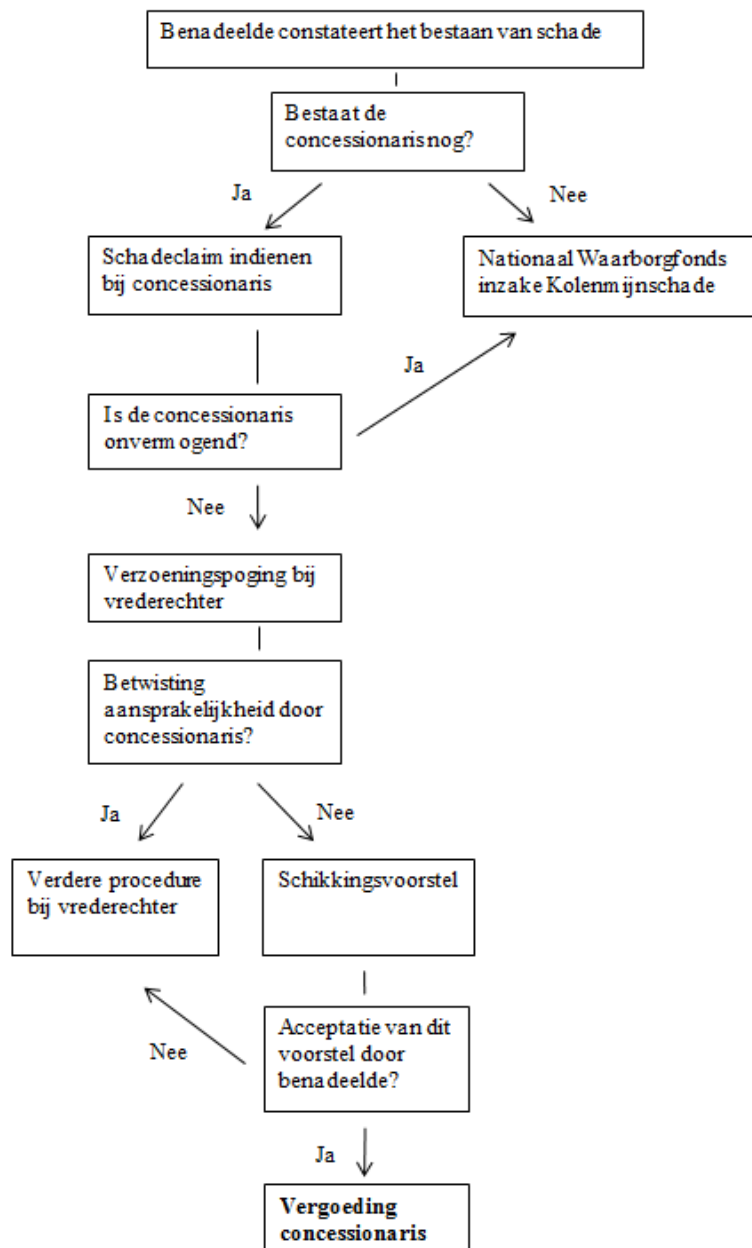 Benadeelde constateert het bestaan van schade
Bestaat de
concessionaris nog?
Ja
Nee
Schadeclaim indienen
bij concessionaris
Nationaal Waarborgfonds
inzake Kolenmijnschade
Ja
Is de concessionaris
onvermogend?
Nee
Verzoeningspoging bij
vrederechter
Betwisting
aansprakelijkheid door
concessionaris?
Ja
Nee
Verdere procedure
bij vrederechter
Schikkingsvoorstel
Acceptatie van dit
voorstel door
benadeelde?
Nee
Ja
Vergoeding
concessionaris